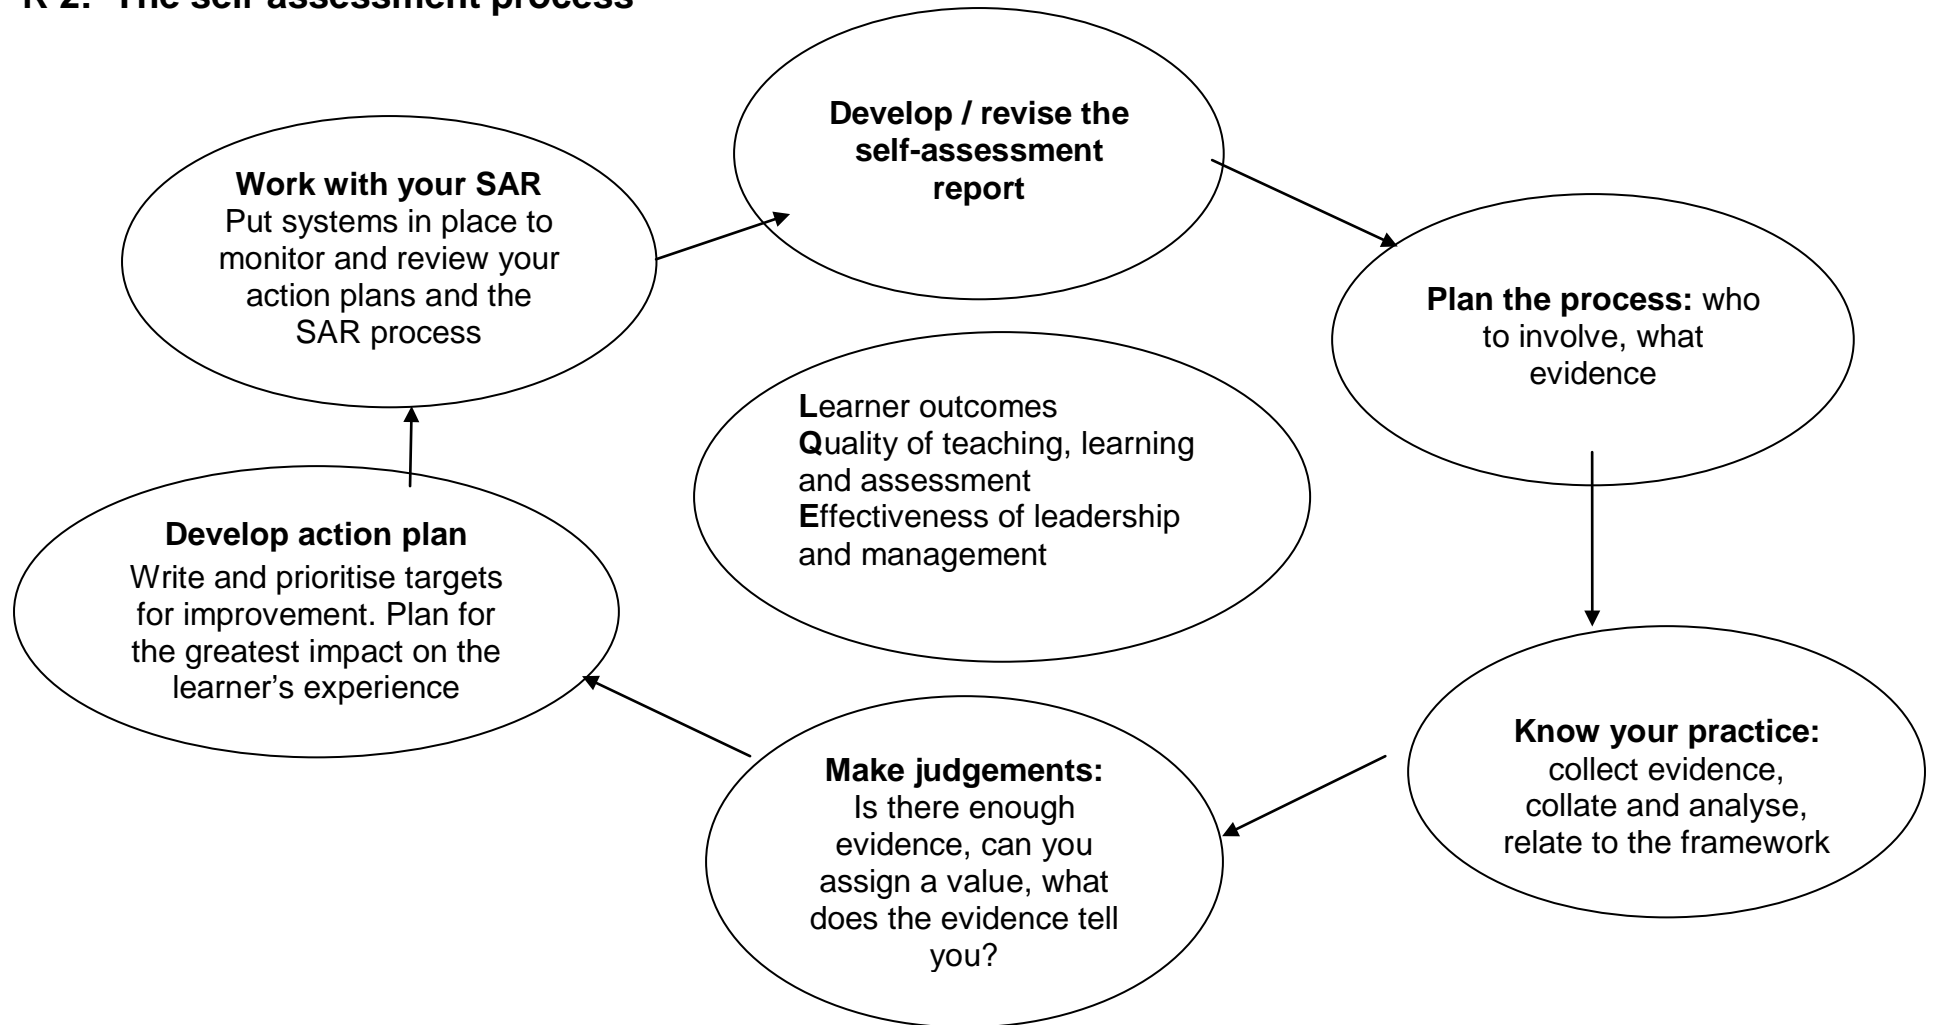 R 2: The self assessment process
Develop / revise the
self-assessment
report
Plan the process: who
to involve, what
evidence
Know your practice:
collect evidence,
collate and analyse,
relate to the framework
Make judgements:
Is there enough
evidence, can you
assign a value, what
does the evidence tell
you?
Develop action plan
Write and prioritise targets
for improvement. Plan for
the greatest impact on the
learner’s experience
Work with your SAR
Put systems in place to
monitor and review your
action plans and the
SAR process
Learner outcomes
Quality of teaching, learning
and assessment
Effectiveness of leadership
and management